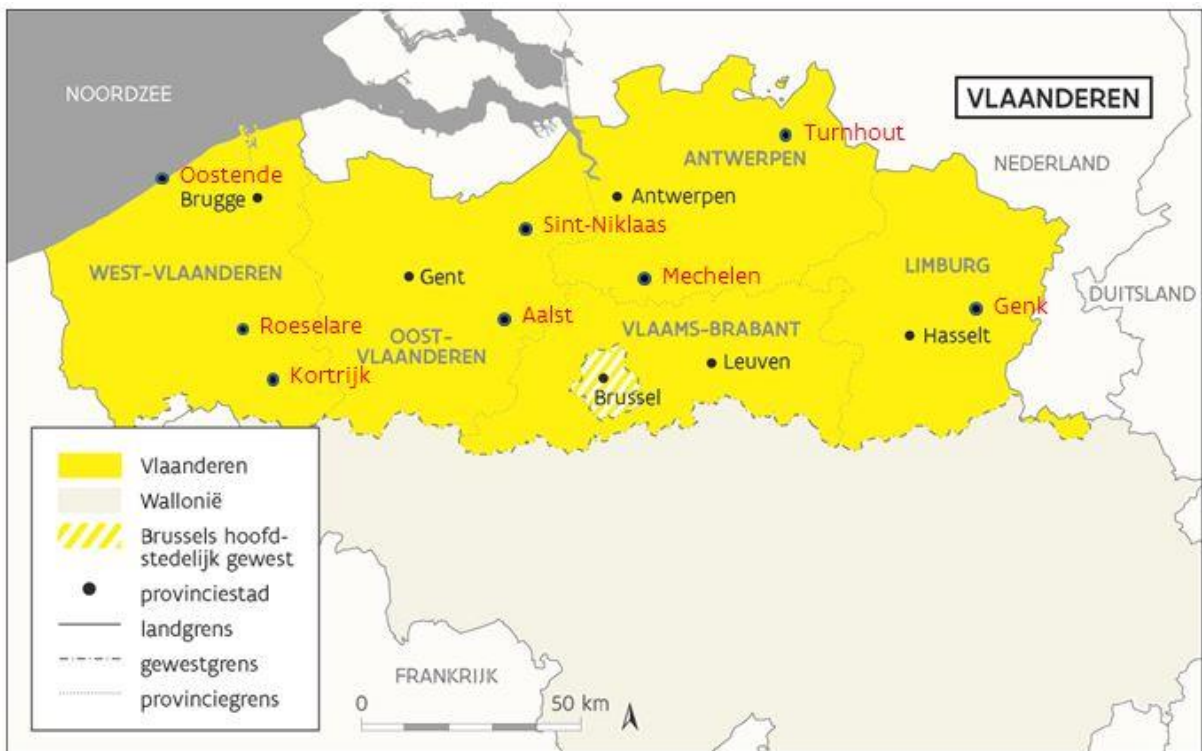 NOORDZEE
VLAANDEREN
Turnhout
ANTWERPEN
NEDERLAND
Oostende
Brugge
Antwerpen
Sint-Niklaas
WEST-VLAANDEREN
Gent
Mechelen
LIMBURG
DUITSLAND
Roeselare
Aalst
Genk
OOST-
VLAANDEREN
VLAAMS-BRABANT
Hasselt
Leuven
Kortrijk
Brussel
Vlaanderen
Wallonië
Brussels hoofd-
stedelijk gewest
provinciestad
landgrens
gewestgrens
provinciegrens
FRANKRIJK
0 50 km